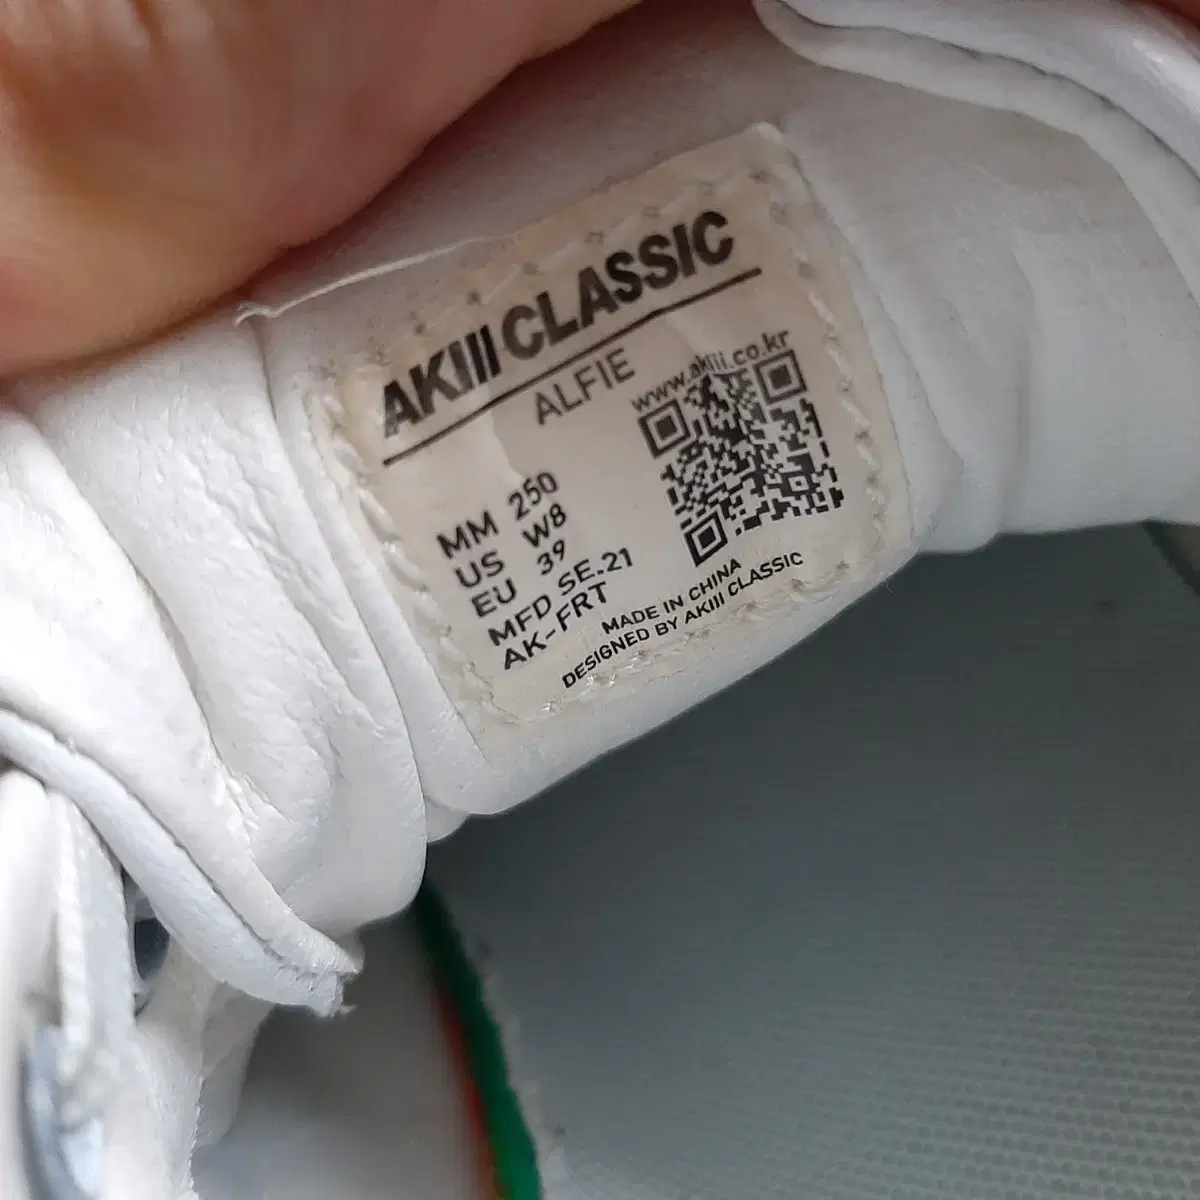 AKIII CLASSIC
ALFIE
www.akiii.co.kr
MM 250
US W8
EU 39
MFD SE.21
AK-FRT
MADE IN CHINA
DESIGNED BY AKIII CLASSIC